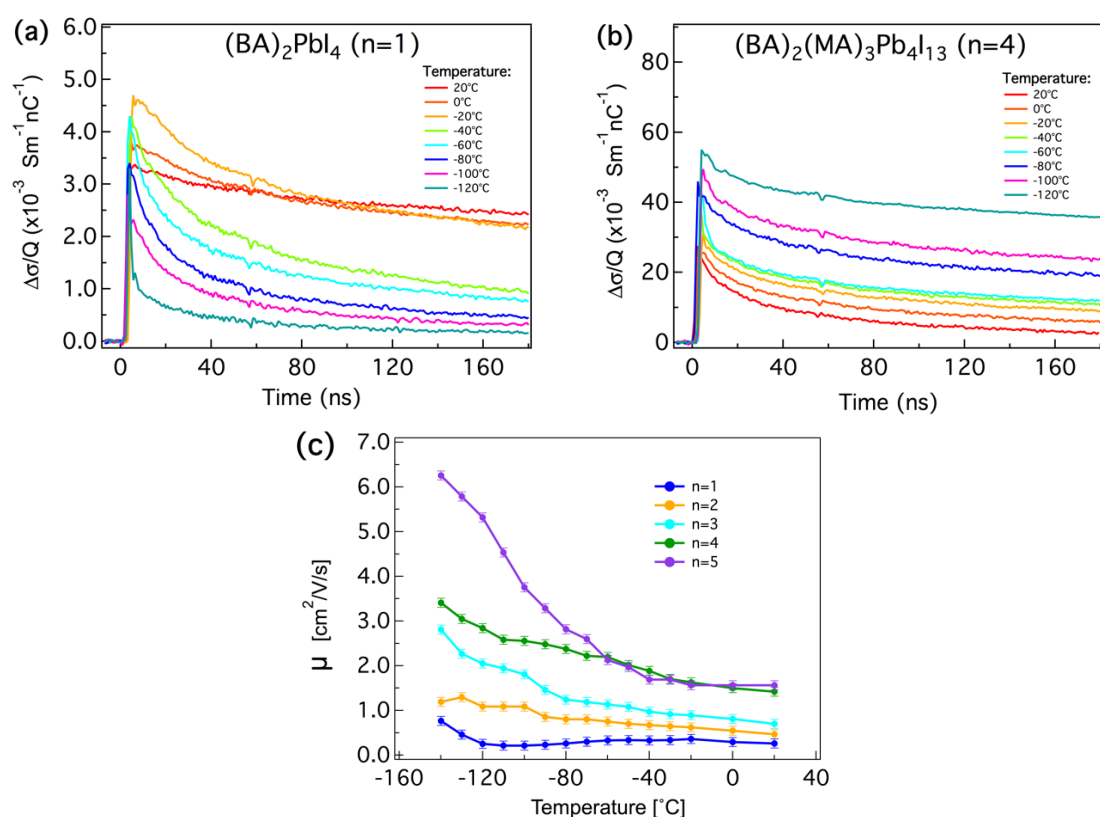 (a)
(BA)₂PbI₄ (n=1)
Temperature:
20°C
0°C
-20°C
-40°C
-60°C
-80°C
-100°C
-120°C
6.0
5.0
4.0
3.0
2.0
1.0
0.0
Δσ/Q (x10⁻³ Sm⁻¹nC⁻¹)
0 40 80 120 160
Time (ns)
(b)
(BA)₂(MA)₃Pb₄I₁₃ (n=4)
Temperature:
20°C
0°C
-20°C
-40°C
-60°C
-80°C
-100°C
-120°C
80
60
40
20
0
Δσ/Q (x10⁻³ Sm⁻¹nC⁻¹)
0 40 80 120 160
Time (ns)
(c)
7.0
6.0
5.0
4.0
3.0
2.0
1.0
0.0
μ [cm²/V/s]
n=1
n=2
n=3
n=4
n=5
-160 -120 -80 -40 0 40
Temperature [°C]